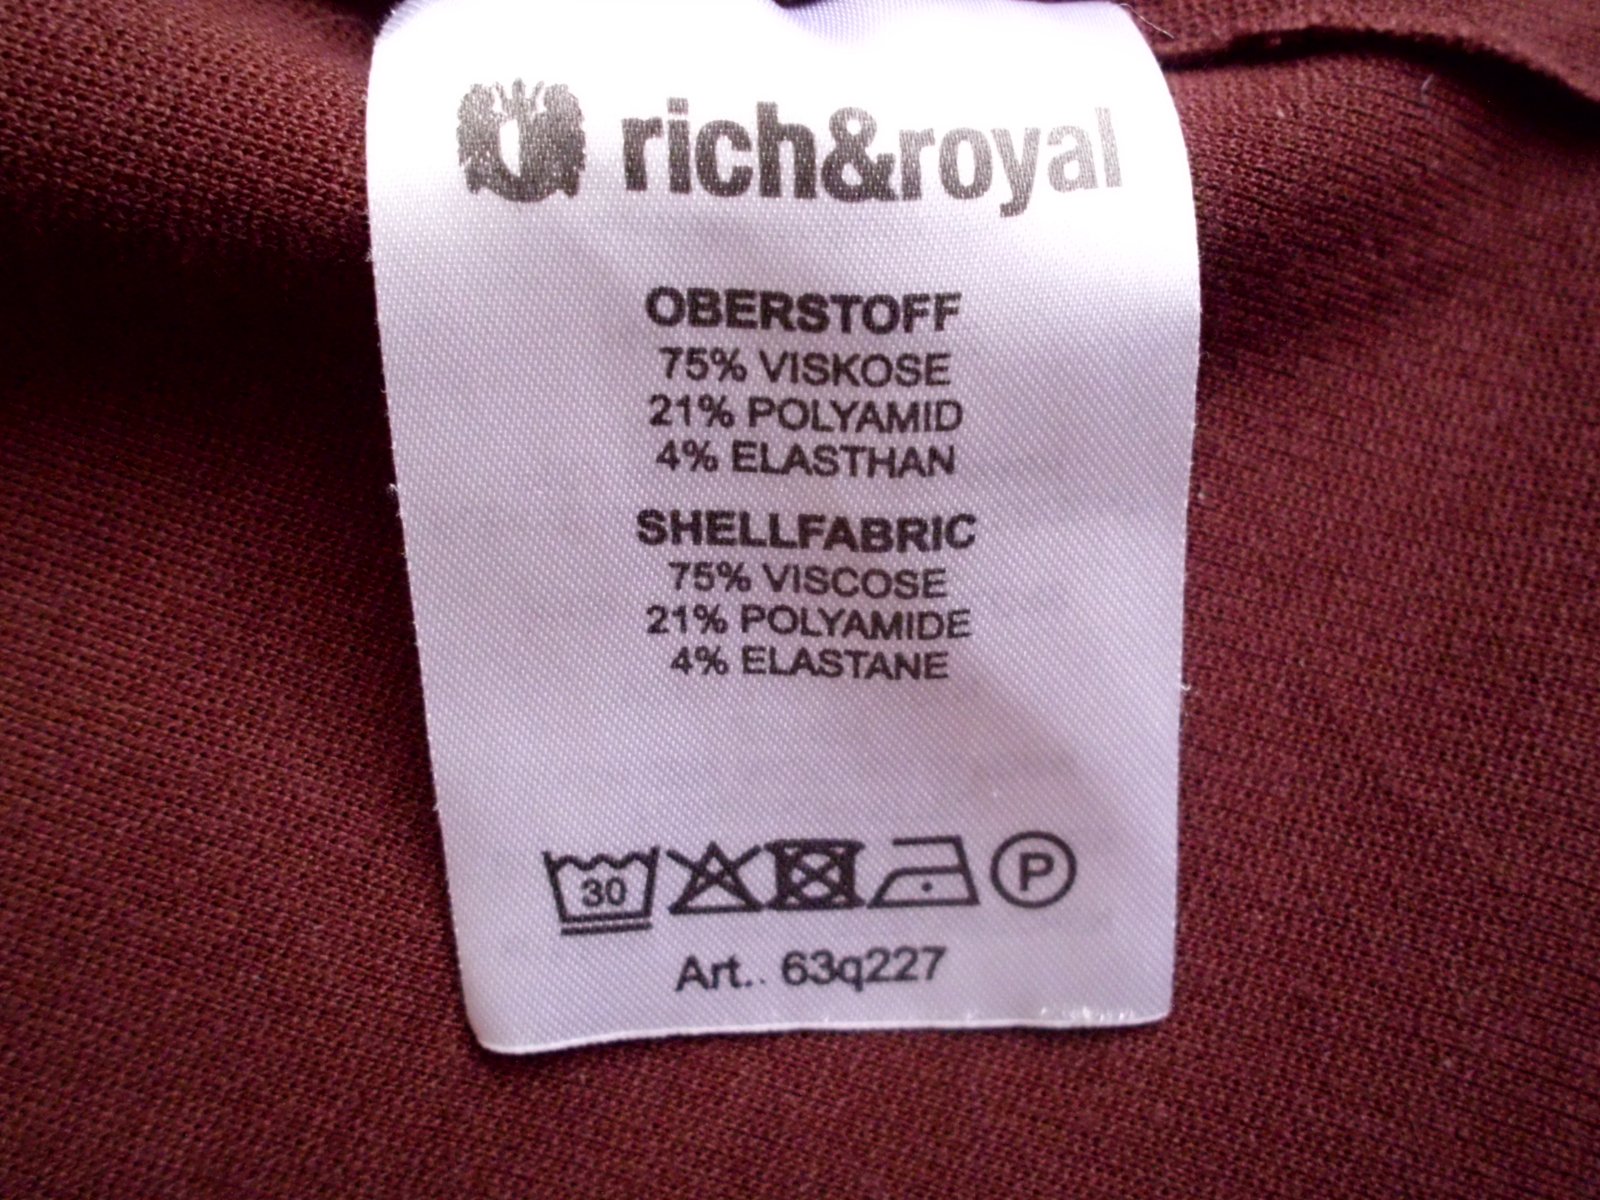 rich&royal
OBERSTOFF
75% VISKOSE
21% POLYAMID
4% ELASTHAN
SHELLFABRIC
75% VISCOSE
21% POLYAMIDE
4% ELASTANE
30 P
Art.. 63q227